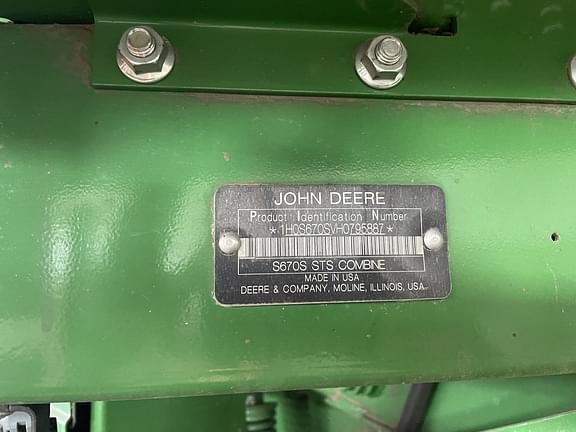 JOHN DEERE
Product Identification Number
*1H0S670SVH0795887*
S670S STS COMBINE
MADE IN USA
DEERE & COMPANY, MOLINE, ILLINOIS, USA